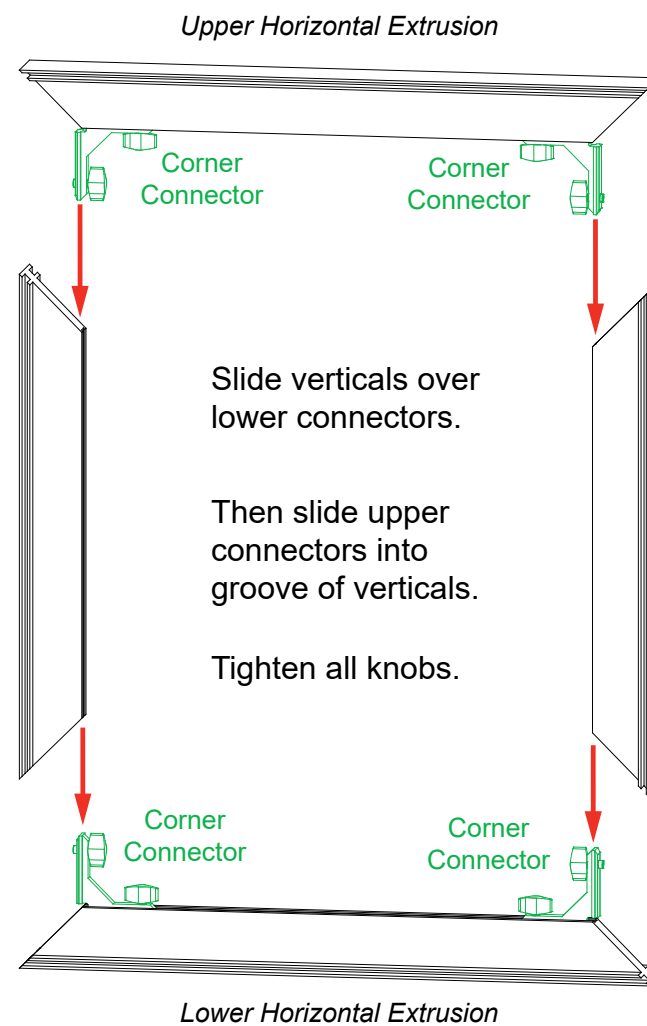 Upper Horizontal Extrusion
Corner
Connector
Corner
Connector
Slide verticals over
lower connectors.
Then slide upper
connectors into
groove of verticals.
Tighten all knobs.
Corner
Connector
Corner
Connector
Lower Horizontal Extrusion